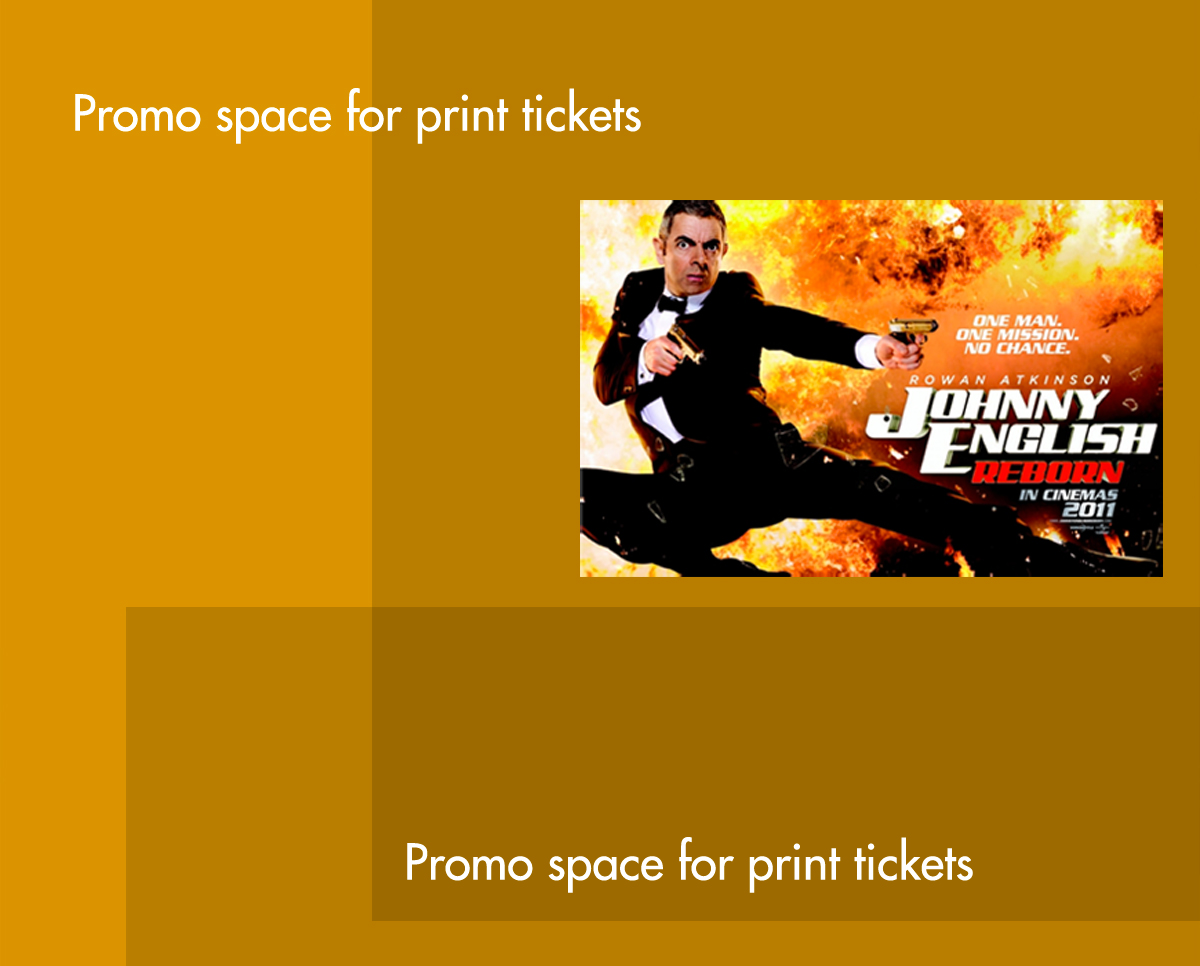 Promo space for print tickets
ONE MAN.
ONE MISSION.
NO CHANCE.
ROWAN ATKINSON
JOHNNY
ENGLISH
REBORN
IN CINEMAS
2011
Promo space for print tickets